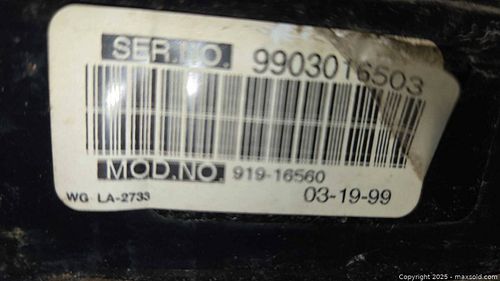 SER.NO. 9903016503
MOD.NO. 919-16560
WG LA-2733 03-19-99
Copyright 2025 - maxsold.com